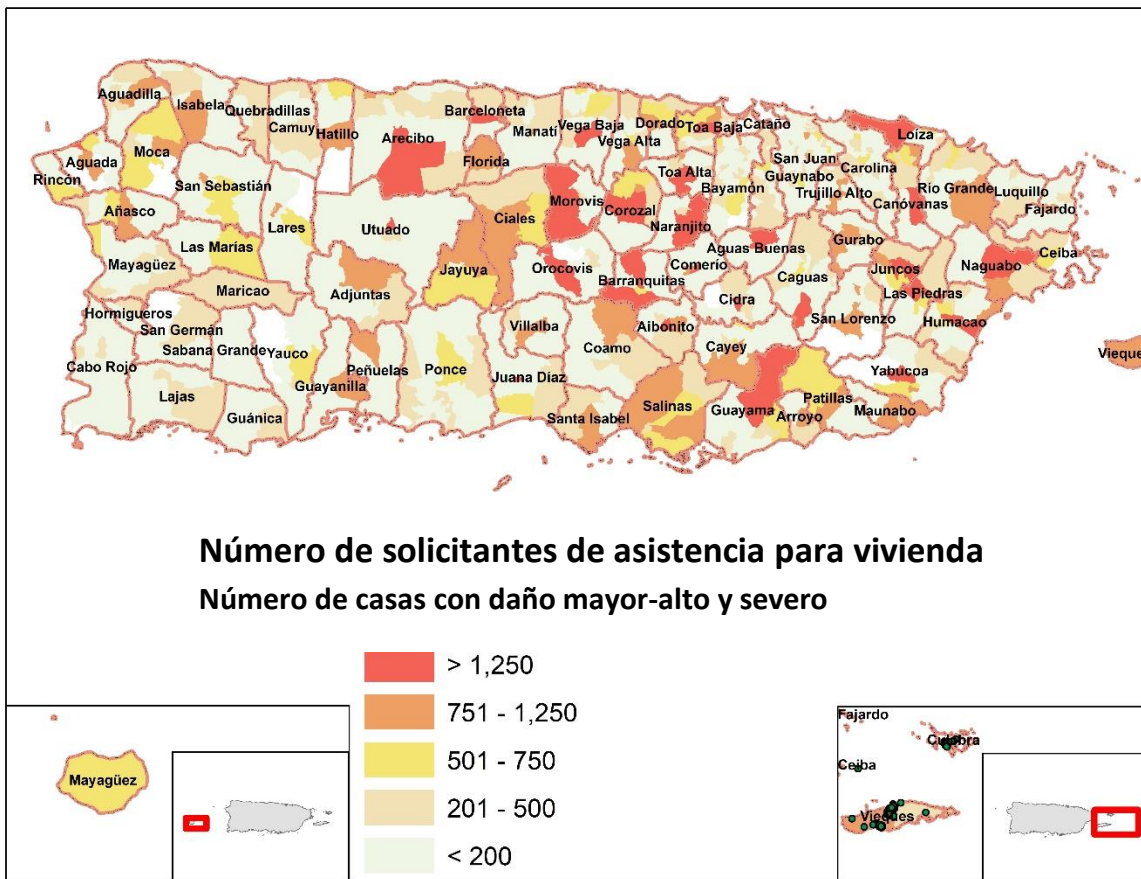 Aguadilla
Isabela
Quebradillas
Camuy
Hatillo
Arecibo
Barceloneta
Manatí
Vega Baja
Vega Alta
Dorado
Toa Baja
Cataño
Loíza
Aguada
Rincón
Moca
San Sebastián
Florida
Toa Alta
Bayamón
San Juan
Guaynabo
Trujillo Alto
Carolina
Canóvanas
Río Grande
Luquillo
Fajardo
Añasco
Lares
Utuado
Ciales
Morovis
Corozal
Naranjito
Aguas Buenas
Gurabo
Ceiba
Mayagüez
Las Marías
Maricao
Adjuntas
Jayuya
Orocovis
Barranquitas
Comerío
Cidra
Caguas
Juncos
Las Piedras
Naguabo
Humacao
Hormigueros
San Germán
Sabana Grande
Cabo Rojo
Lajas
Guánica
Yauco
Guayanilla
Peñuelas
Ponce
Villalba
Juana Díaz
Coamo
Aibonito
Cayey
San Lorenzo
Yabucoa
Santa Isabel
Salinas
Guayama
Arroyo
Patillas
Maunabo
Vieques
Número de solicitantes de asistencia para vivienda
Número de casas con daño mayor-alto y severo
> 1,250
751 - 1,250
501 - 750
201 - 500
< 200
Mayagüez
Fajardo
Culebra
Ceiba
Vieques